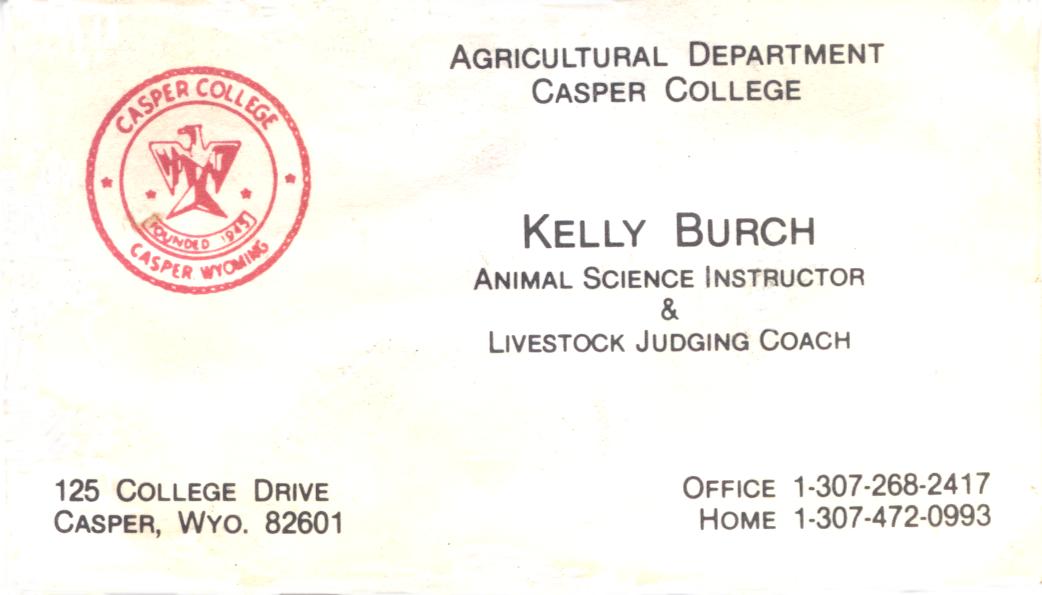 CASPER COLLEGE
FOUNDED 1945
CASPER WYOMING
AGRICULTURAL DEPARTMENT
CASPER COLLEGE
KELLY BURCH
ANIMAL SCIENCE INSTRUCTOR
&
LIVESTOCK JUDGING COACH
125 COLLEGE DRIVE
CASPER, WYO. 82601
OFFICE 1-307-268-2417
HOME 1-307-472-0993